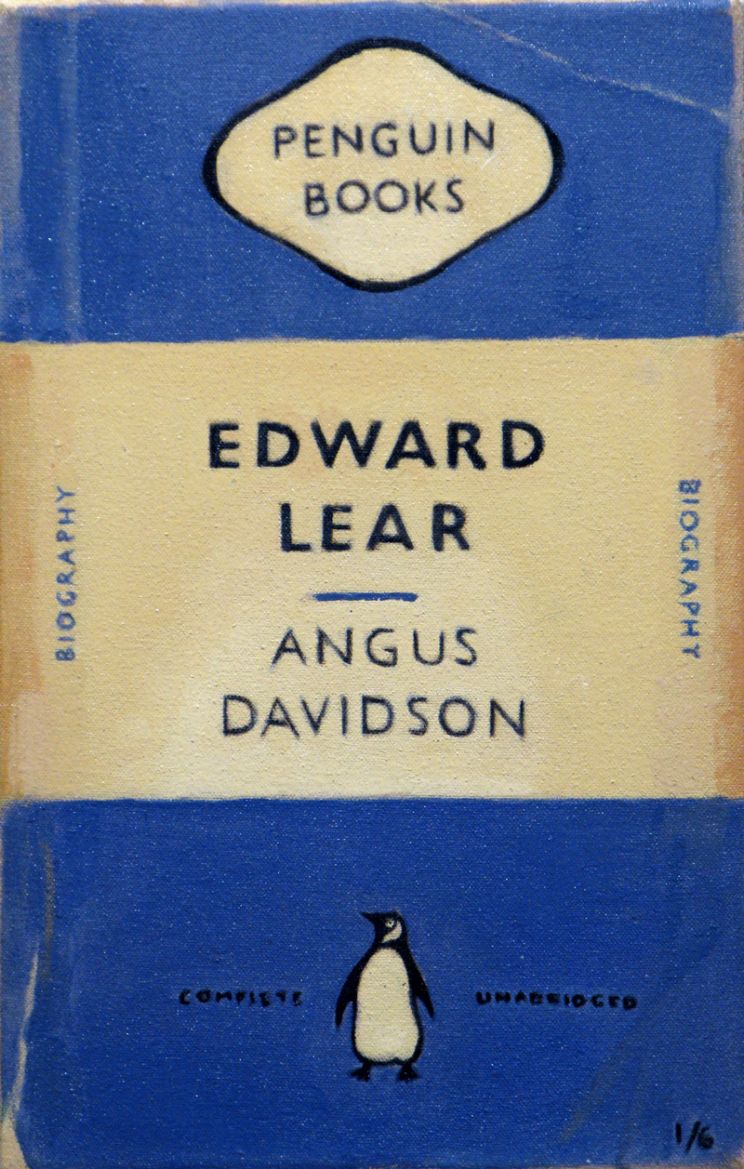 PENGUIN
BOOKS
EDWARD
LEAR
BIOGRAPHY
BIOGRAPHY
ANGUS
DAVIDSON
COMPLETE
UNABRIDGED
1/6